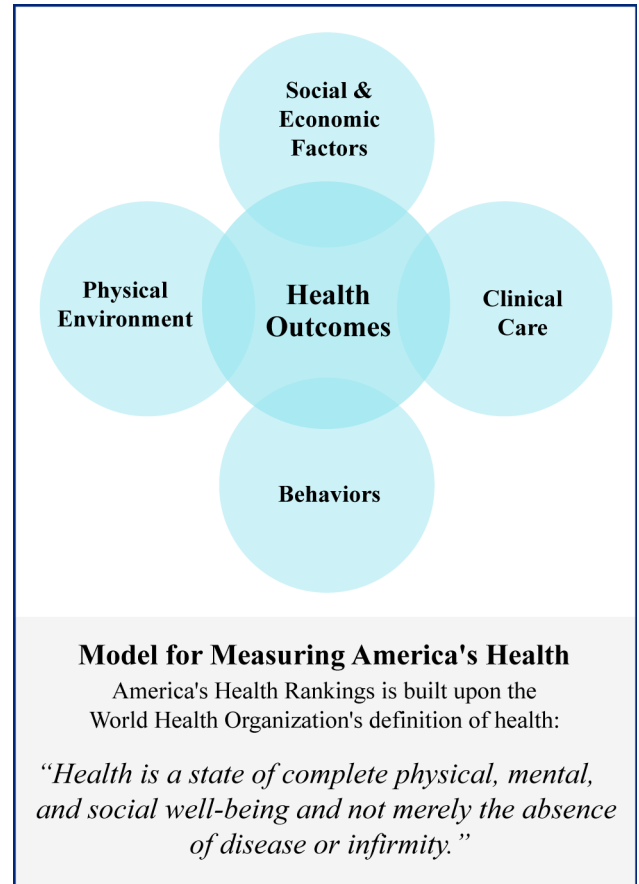 Social &
Economic
Factors
Physical
Environment
Health
Outcomes
Clinical
Care
Behaviors
Model for Measuring America's Health
America's Health Rankings is built upon the
World Health Organization's definition of health:
“Health is a state of complete physical, mental,
and social well-being and not merely the absence
of disease or infirmity.”